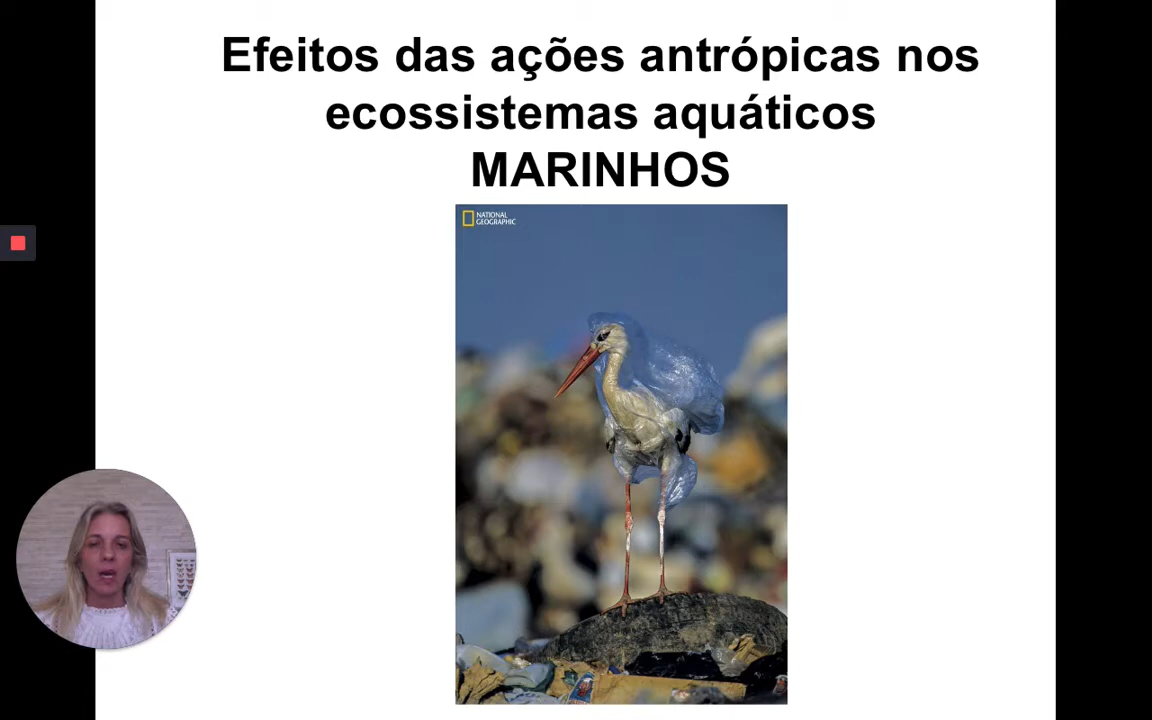 Efeitos das ações antrópicas nos
ecossistemas aquáticos
MARINHOS
NATIONAL
GEOGRAPHIC